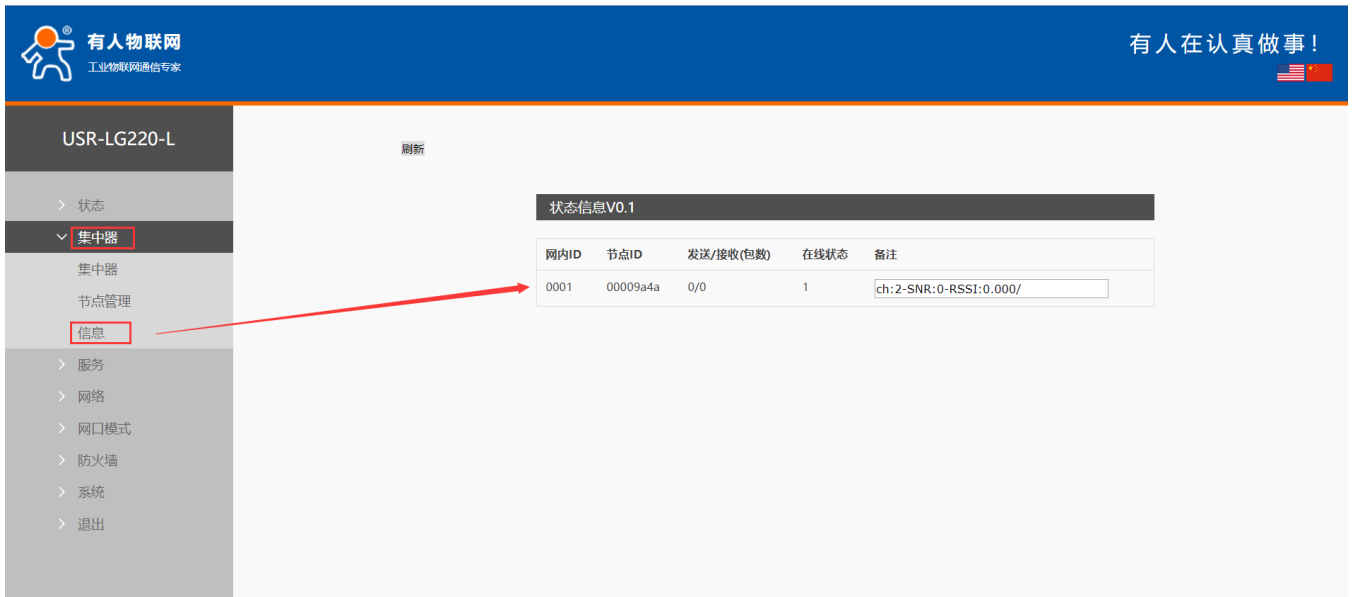 有人物联网
工业物联网通信专家
有人在认真做事!
USR-LG220-L
刷新
状态
集中器
集中器
节点管理
信息
服务
网络
网口模式
防火墙
系统
退出
状态信息V0.1
网内ID 节点ID 发送/接收(包数) 在线状态 备注
0001 00009a4a 0/0 1 ch:2-SNR:0-RSSI:0.000/